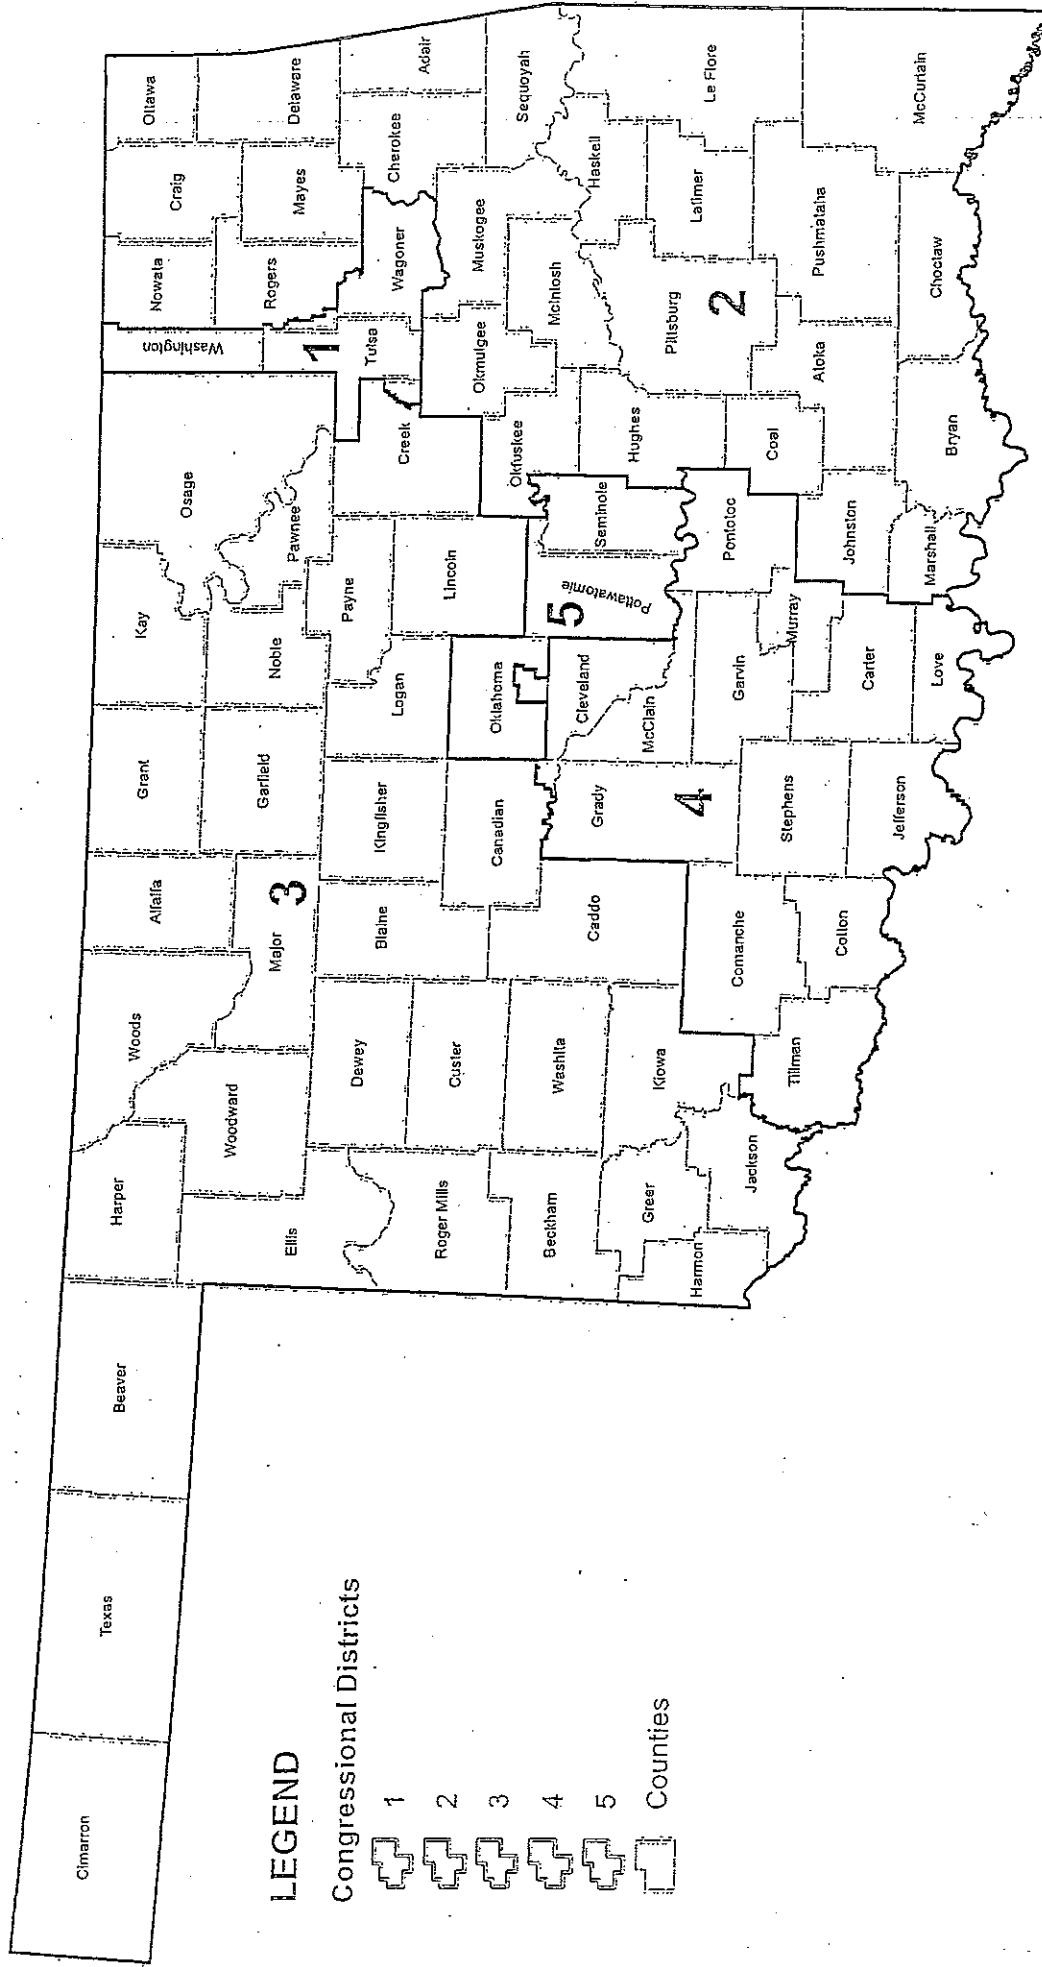 Cimarron
Texas
Beaver
Harper
Woods
Alfalfa
Grant
Kay
Osage
Washington
Nowata
Craig
Ottawa
Ellis
Woodward
Major
3
Garfield
Noble
Pawnee
Rogers
Mayes
Delaware
Dewey
Blaine
Kingfisher
Logan
Payne
Creek
1
Tulsa
Wagoner
Cherokee
Adair
Roger Mills
Custer
Canadian
Oklahoma
Lincoln
Okfuskee
Okmulgee
Muskogee
Sequoyah
Beckham
Washita
Caddo
Grady
Cleveland
McClain
5
Pottawatomie
Seminole
Hughes
McIntosh
Haskell
Greer
Kiowa
Comanche
4
Garvin
Pontotoc
Pittsburg
2
Latimer
Le Flore
Harmon
Jackson
Tillman
Cotton
Stephens
Murray
Johnston
Coal
Atoka
Pushmataha
McCurtain
Jefferson
Carter
Love
Marshall
Bryan
Choctaw
LEGEND
Congressional Districts
1
2
3
4
5
Counties